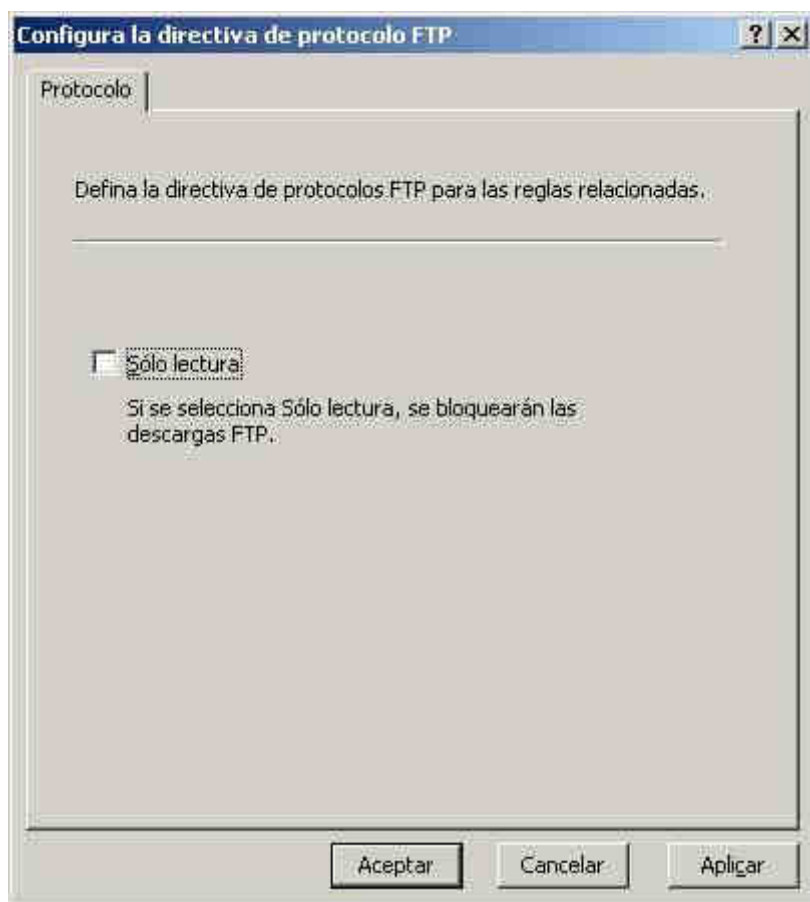 Configura la directiva de protocolo FTP
Protocolo
Defina la directiva de protocolos FTP para las reglas relacionadas.
Sólo lectura
Si se selecciona Sólo lectura, se bloquearán las
descargas FTP.
Aceptar Cancelar Aplicar